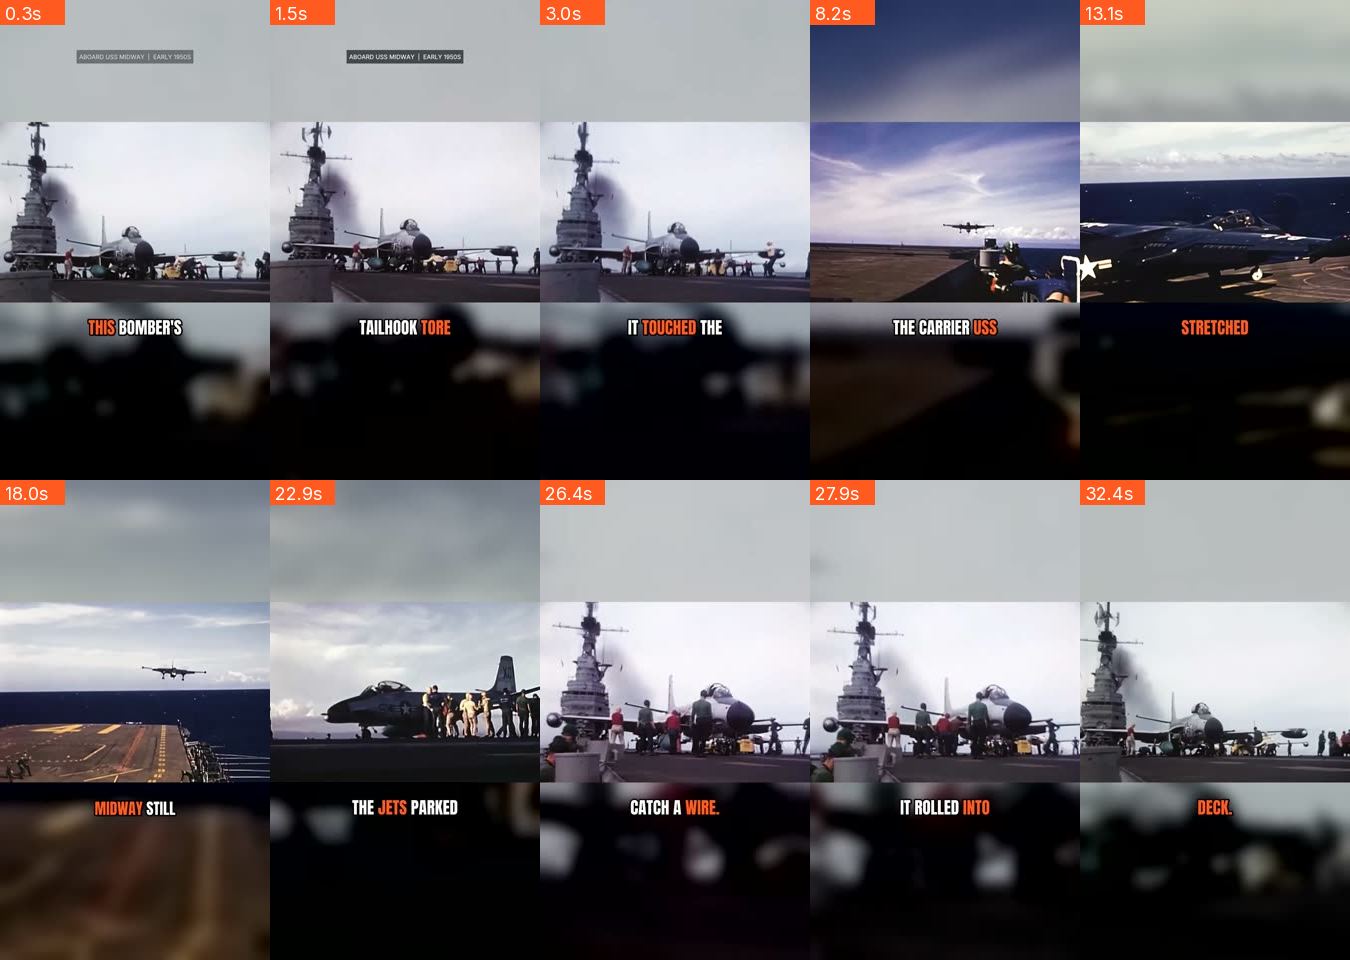 0.3s
ABOARD USS MIDWAY | EARLY 1950S
THIS BOMBER'S
1.5s
ABOARD USS MIDWAY | EARLY 1950S
TAILHOOK TORE
3.0s
IT TOUCHED THE
8.2s
THE CARRIER USS
13.1s
STRETCHED
18.0s
MIDWAY STILL
22.9s
THE JETS PARKED
26.4s
CATCH A WIRE.
27.9s
IT ROLLED INTO
32.4s
DECK.